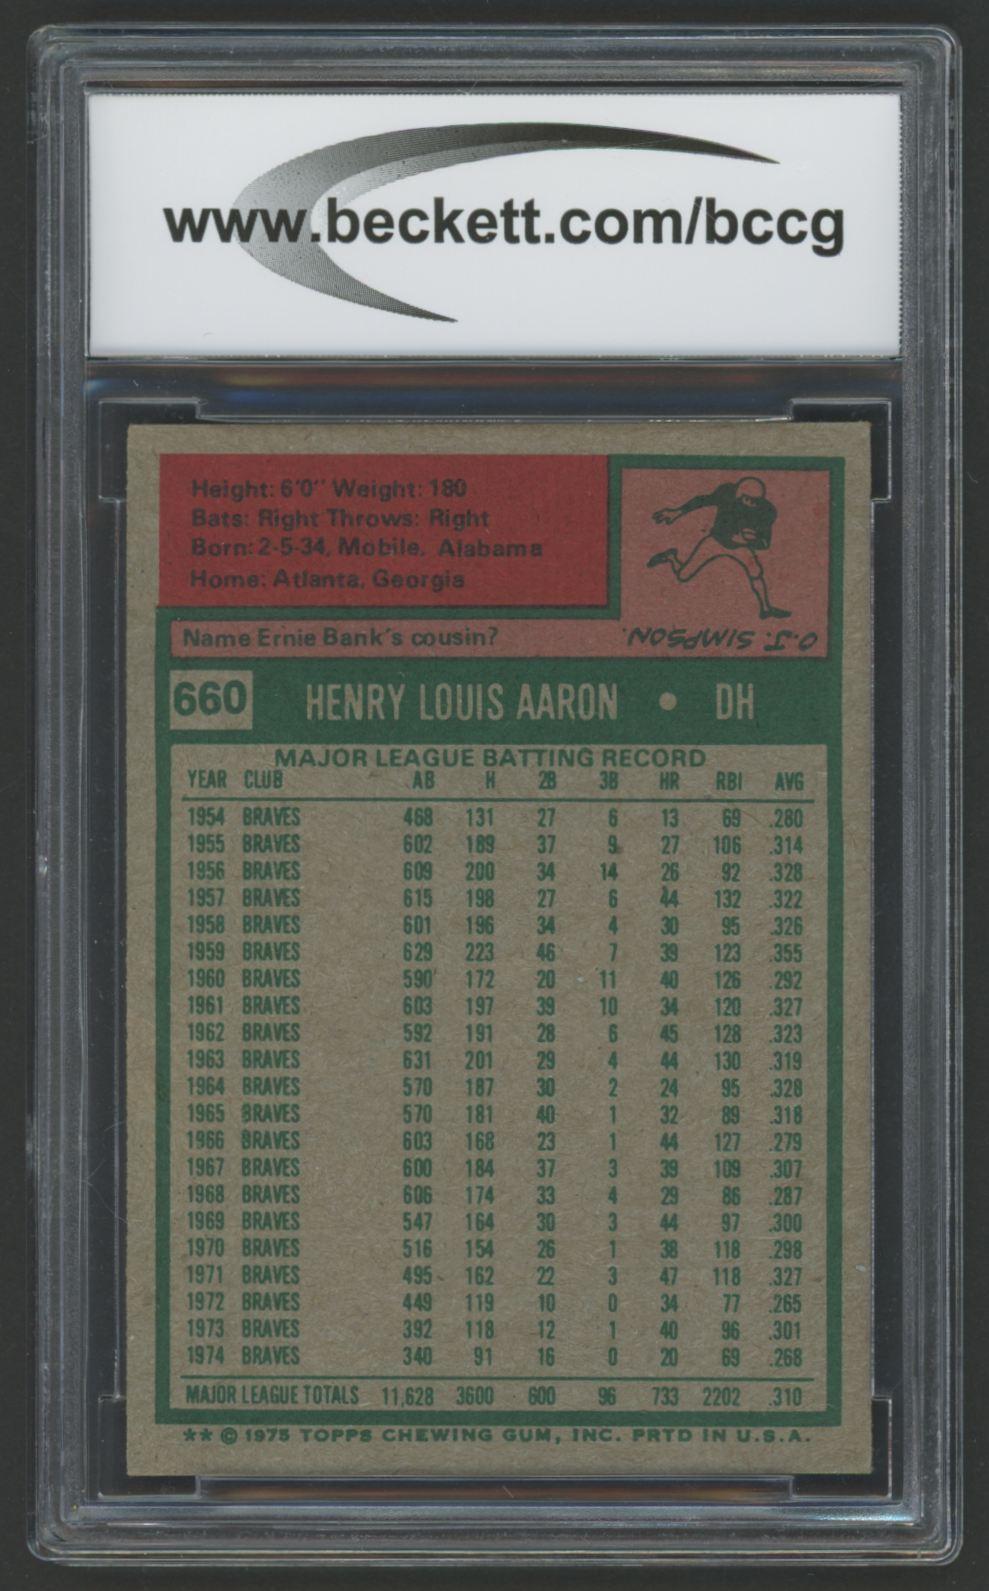 www.beckett.com/bccg
Height: 6'0" Weight: 180
Bats: Right Throws: Right
Born: 2-5-34, Mobile, Alabama
Home: Atlanta, Georgia
Name Ernie Bank's cousin?
O.J. SIMPSON.
660 HENRY LOUIS AARON • DH
MAJOR LEAGUE BATTING RECORD
YEAR CLUB AB H 2B 3B HR RBI AVG
1954 BRAVES 468 131 27 6 13 69 .280
1955 BRAVES 602 189 37 9 27 106 .314
1956 BRAVES 609 200 34 14 26 92 .328
1957 BRAVES 615 198 27 6 44 132 .322
1958 BRAVES 601 196 34 4 30 95 .326
1959 BRAVES 629 223 46 7 39 123 .355
1960 BRAVES 590 172 20 11 40 126 .292
1961 BRAVES 603 197 39 10 34 120 .327
1962 BRAVES 592 191 28 6 45 128 .323
1963 BRAVES 631 201 29 4 44 130 .319
1964 BRAVES 570 187 30 2 24 95 .328
1965 BRAVES 570 181 40 1 32 89 .318
1966 BRAVES 603 168 23 1 44 127 .279
1967 BRAVES 600 184 37 3 39 109 .307
1968 BRAVES 606 174 33 4 29 86 .287
1969 BRAVES 547 164 30 3 44 97 .300
1970 BRAVES 516 154 26 1 38 118 .298
1971 BRAVES 495 162 22 3 47 118 .327
1972 BRAVES 449 119 10 0 34 77 .265
1973 BRAVES 392 118 12 1 40 96 .301
1974 BRAVES 340 91 16 0 20 69 .268
MAJOR LEAGUE TOTALS 11,628 3600 600 96 733 2202 .310
** © 1975 TOPPS CHEWING GUM, INC. PRTD IN U.S.A.